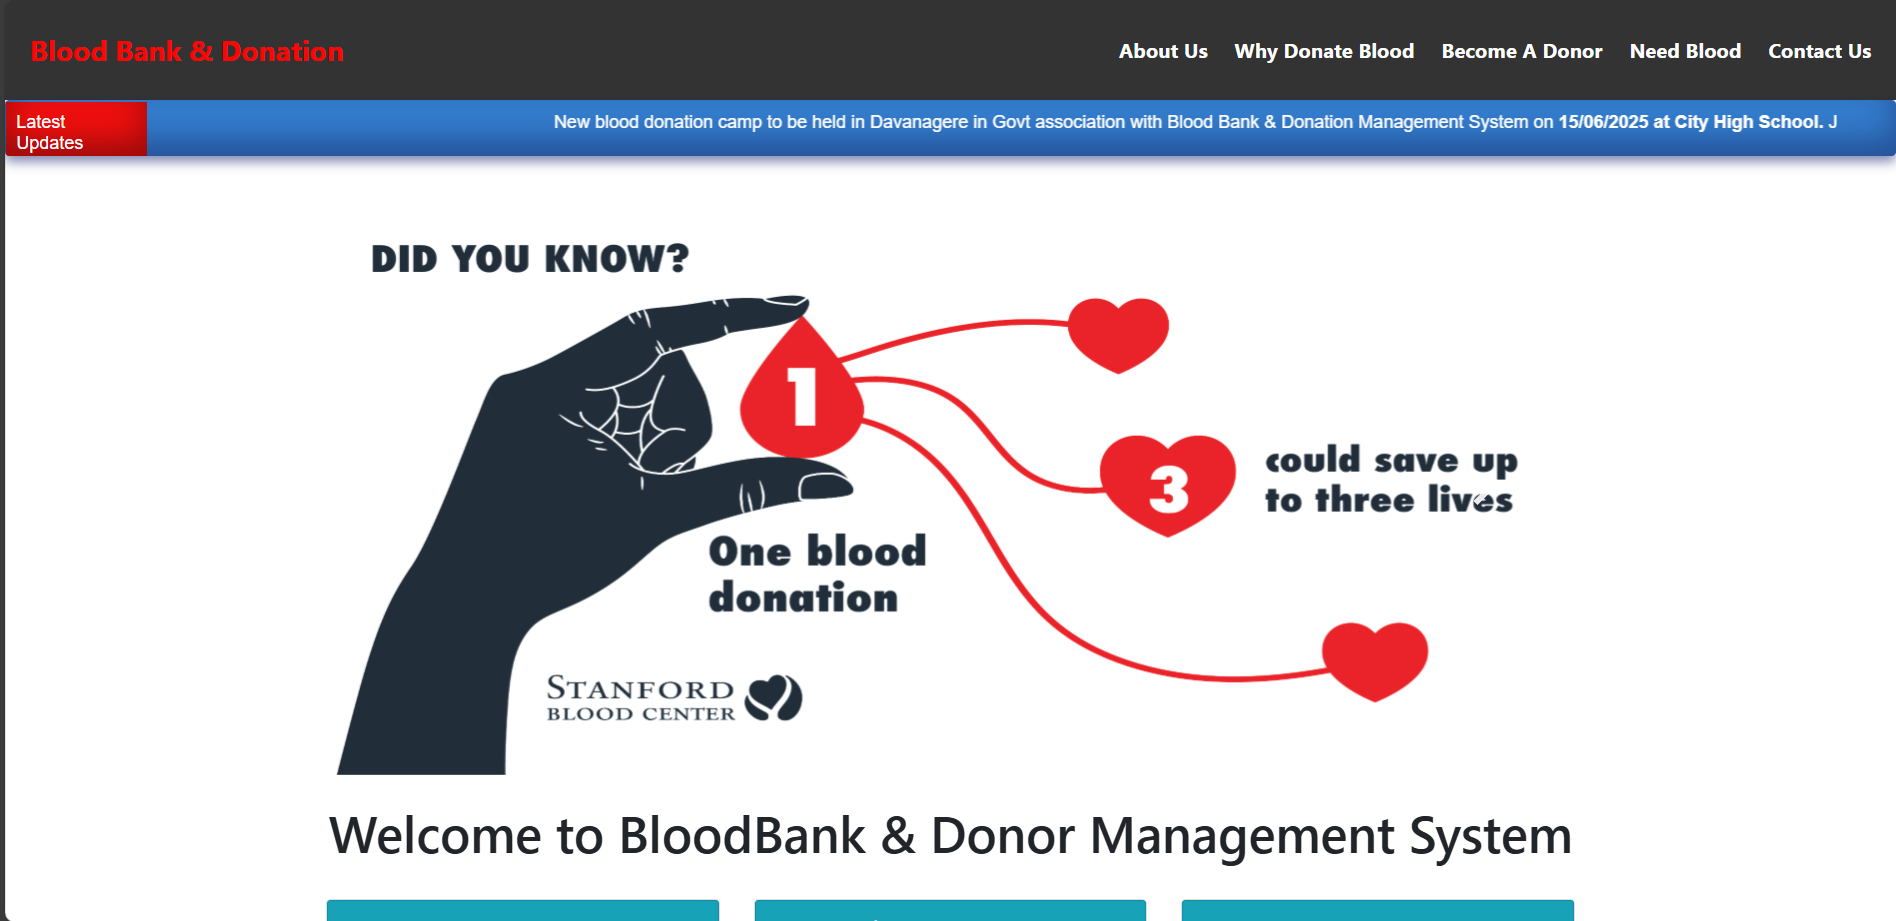 Blood Bank & Donation
About Us Why Donate Blood Become A Donor Need Blood Contact Us
Latest
Updates
New blood donation camp to be held in Davanagere in Govt association with Blood Bank & Donation Management System on 15/06/2025 at City High School. J
DID YOU KNOW?
1
3
could save up
to three lives
One blood
donation
STANFORD
BLOOD CENTER
Welcome to BloodBank & Donor Management System